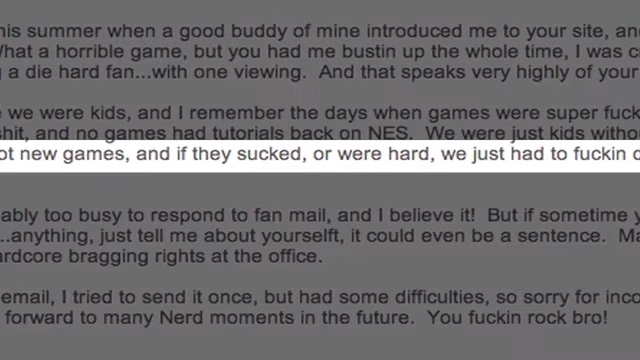 his summer when a good buddy of mine introduced me to your site, an
What a horrible game, but you had me bustin up the whole time, I was c
g a die hard fan...with one viewing. And that speaks very highly of your
e we were kids, and I remember the days when games were super fuck
shit, and no games had tutorials back on NES. We were just kids witho
ot new games, and if they sucked, or were hard, we just had to fuckin d
ably too busy to respond to fan mail, and I believe it! But if sometime y
..anything, just tell me about yourselft, it could even be a sentence. Ma
ardcore bragging rights at the office.
email, I tried to send it once, but had some difficulties, so sorry for inco
forward to many Nerd moments in the future. You fuckin rock bro!